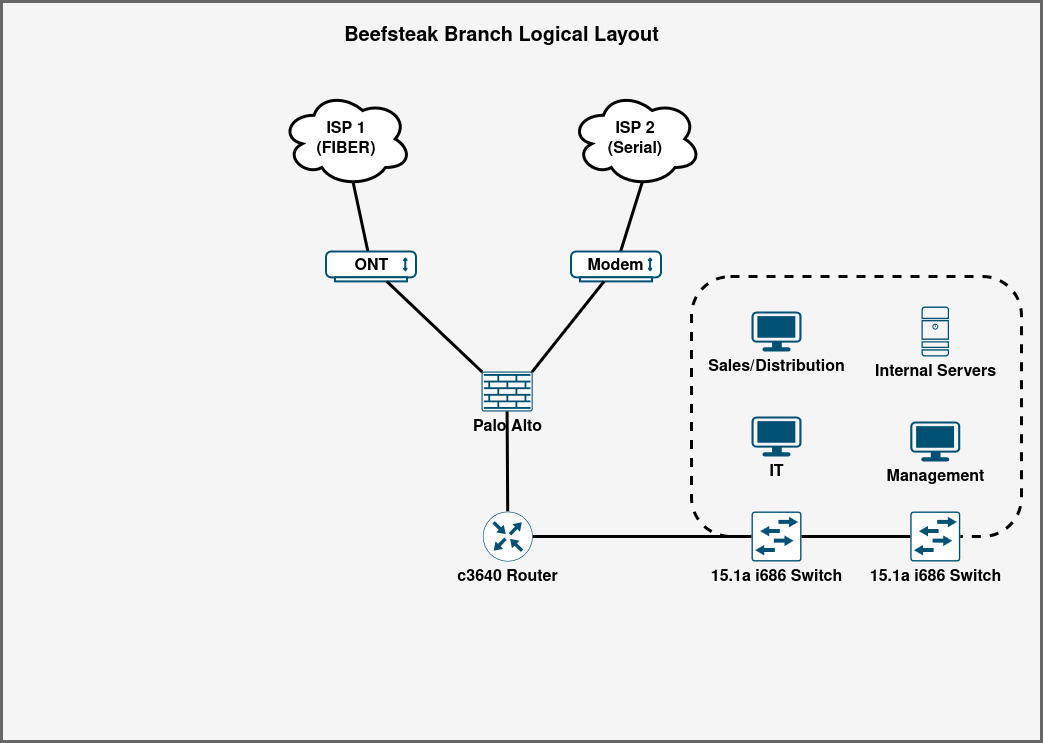 Beefsteak Branch Logical Layout
ISP 1
(FIBER)
ISP 2
(Serial)
ONT
Modem
Sales/Distribution
Internal Servers
Palo Alto
IT
Management
c3640 Router
15.1a i686 Switch
15.1a i686 Switch